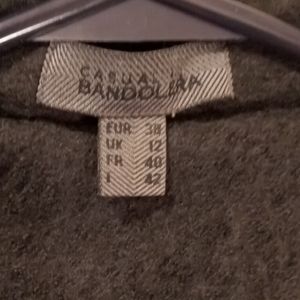 CASUAL
BANDOLERA
EUR 38
UK 12
FR 40
I 42